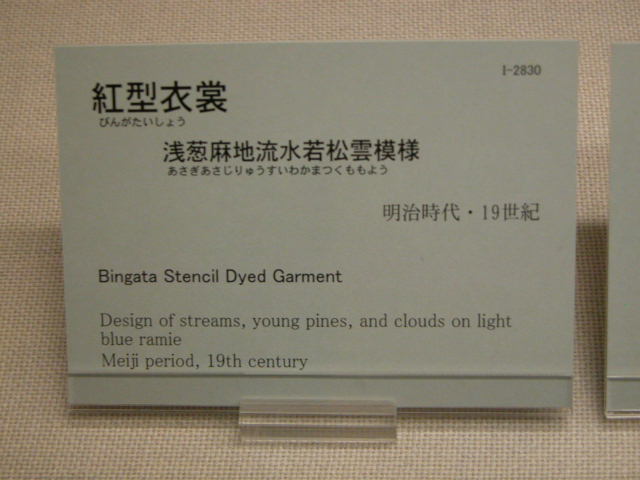 I-2830
紅型衣裳
びんがたいしょう
浅葱麻地流水若松雲模様
あさぎあさじりゅうすいわかまつくももよう
明治時代・19世紀
Bingata Stencil Dyed Garment
Design of streams, young pines, and clouds on light
blue ramie
Meiji period, 19th century